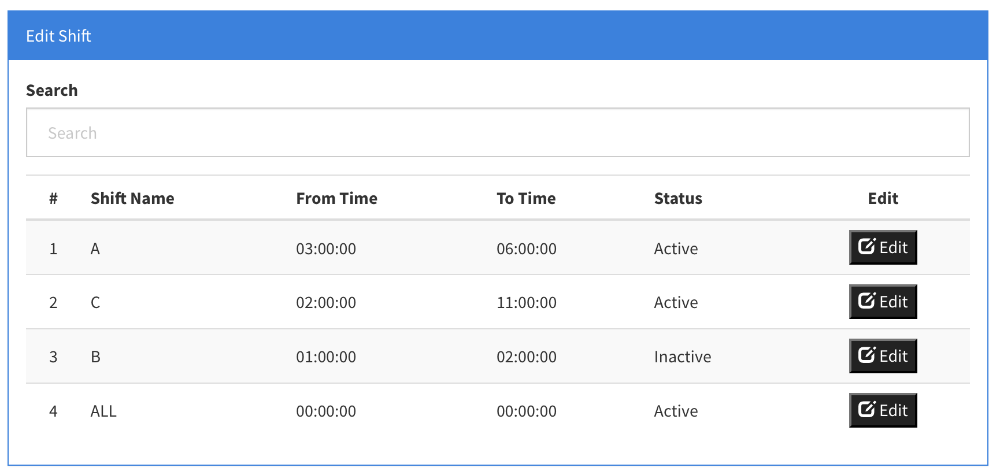 Edit Shift
Search
Search
# Shift Name From Time To Time Status Edit
1 A 03:00:00 06:00:00 Active Edit
2 C 02:00:00 11:00:00 Active Edit
3 B 01:00:00 02:00:00 Inactive Edit
4 ALL 00:00:00 00:00:00 Active Edit